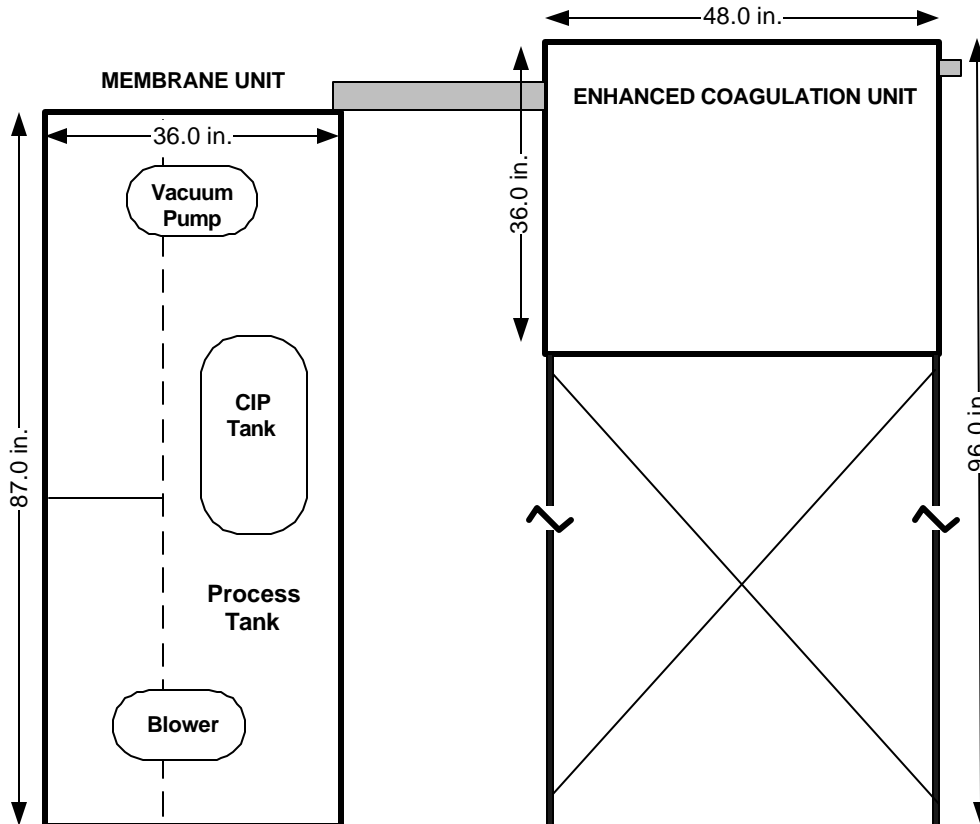 48.0 in.
MEMBRANE UNIT
ENHANCED COAGULATION UNIT
36.0 in.
36.0 in.
Vacuum
Pump
CIP
Tank
87.0 in.
96.0 in.
Process
Tank
Blower